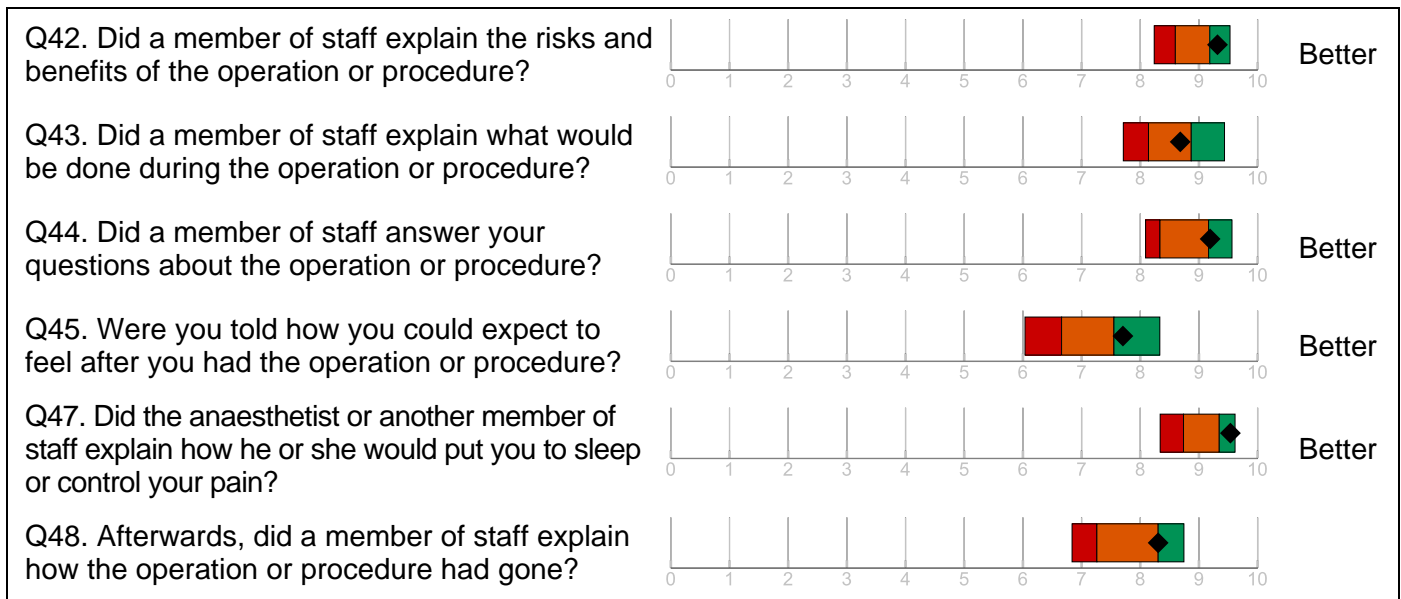 Q42. Did a member of staff explain the risks and
benefits of the operation or procedure?
0 1 2 3 4 5 6 7 8 9 10
Better
Q43. Did a member of staff explain what would
be done during the operation or procedure?
0 1 2 3 4 5 6 7 8 9 10
Q44. Did a member of staff answer your
questions about the operation or procedure?
0 1 2 3 4 5 6 7 8 9 10
Better
Q45. Were you told how you could expect to
feel after you had the operation or procedure?
0 1 2 3 4 5 6 7 8 9 10
Better
Q47. Did the anaesthetist or another member of
staff explain how he or she would put you to sleep
or control your pain?
0 1 2 3 4 5 6 7 8 9 10
Better
Q48. Afterwards, did a member of staff explain
how the operation or procedure had gone?
0 1 2 3 4 5 6 7 8 9 10